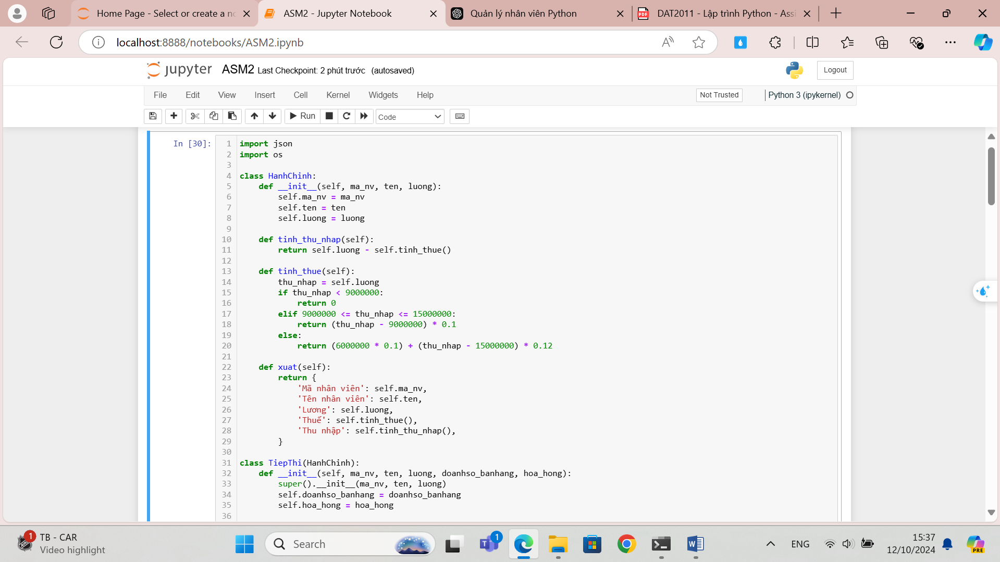 Home Page - Select or create a no
ASM2 - Jupyter Notebook
Quản lý nhân viên Python
DAT2011 - Lập trình Python - Assi
localhost:8888/notebooks/ASM2.ipynb
jupyter ASM2 Last Checkpoint: 2 phút trước (autosaved)
Logout
File Edit View Insert Cell Kernel Widgets Help
Not Trusted
Python 3 (ipykernel)
Run
Code
In [30]:
1 import json
2 import os
3
4 class HanhChinh:
5     def __init__(self, ma_nv, ten, luong):
6         self.ma_nv = ma_nv
7         self.ten = ten
8         self.luong = luong
9
10     def tinh_thu_nhap(self):
11         return self.luong - self.tinh_thue()
12
13     def tinh_thue(self):
14         thu_nhap = self.luong
15         if thu_nhap < 9000000:
16             return 0
17         elif 9000000 <= thu_nhap <= 15000000:
18             return (thu_nhap - 9000000) * 0.1
19         else:
20             return (6000000 * 0.1) + (thu_nhap - 15000000) * 0.12
21
22     def xuat(self):
23         return {
24             'Mã nhân viên': self.ma_nv,
25             'Tên nhân viên': self.ten,
26             'Lương': self.luong,
27             'Thuế': self.tinh_thue(),
28             'Thu nhập': self.tinh_thu_nhap(),
29         }
30
31 class TiepThi(HanhChinh):
32     def __init__(self, ma_nv, ten, luong, doanhso_banhang, hoa_hong):
33         super().__init__(ma_nv, ten, luong)
34         self.doanhso_banhang = doanhso_banhang
35         self.hoa_hong = hoa_hong
36
1
TB - CAR
Video highlight
Search
1
ENG
15:37
12/10/2024
PRE